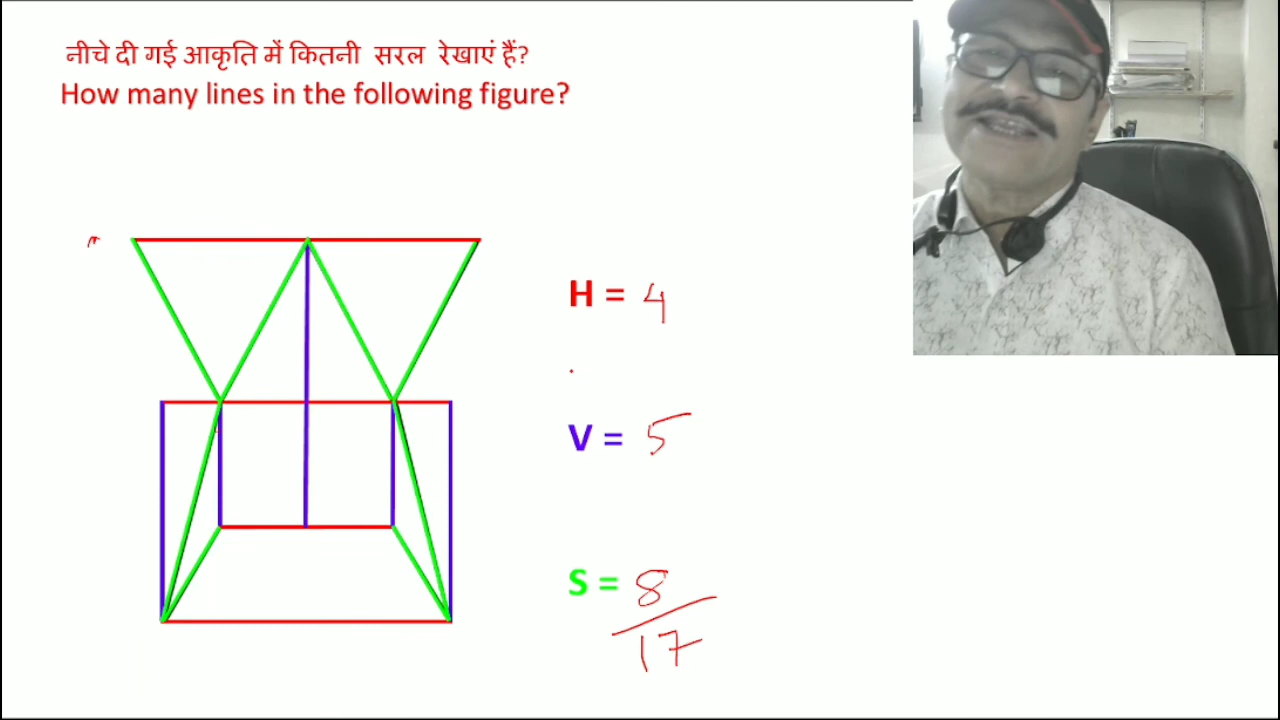 नीचे दी गई आकृति में कितनी सरल रेखाएं हैं?
How many lines in the following figure?
H = 4
V = 5
S = 8
17